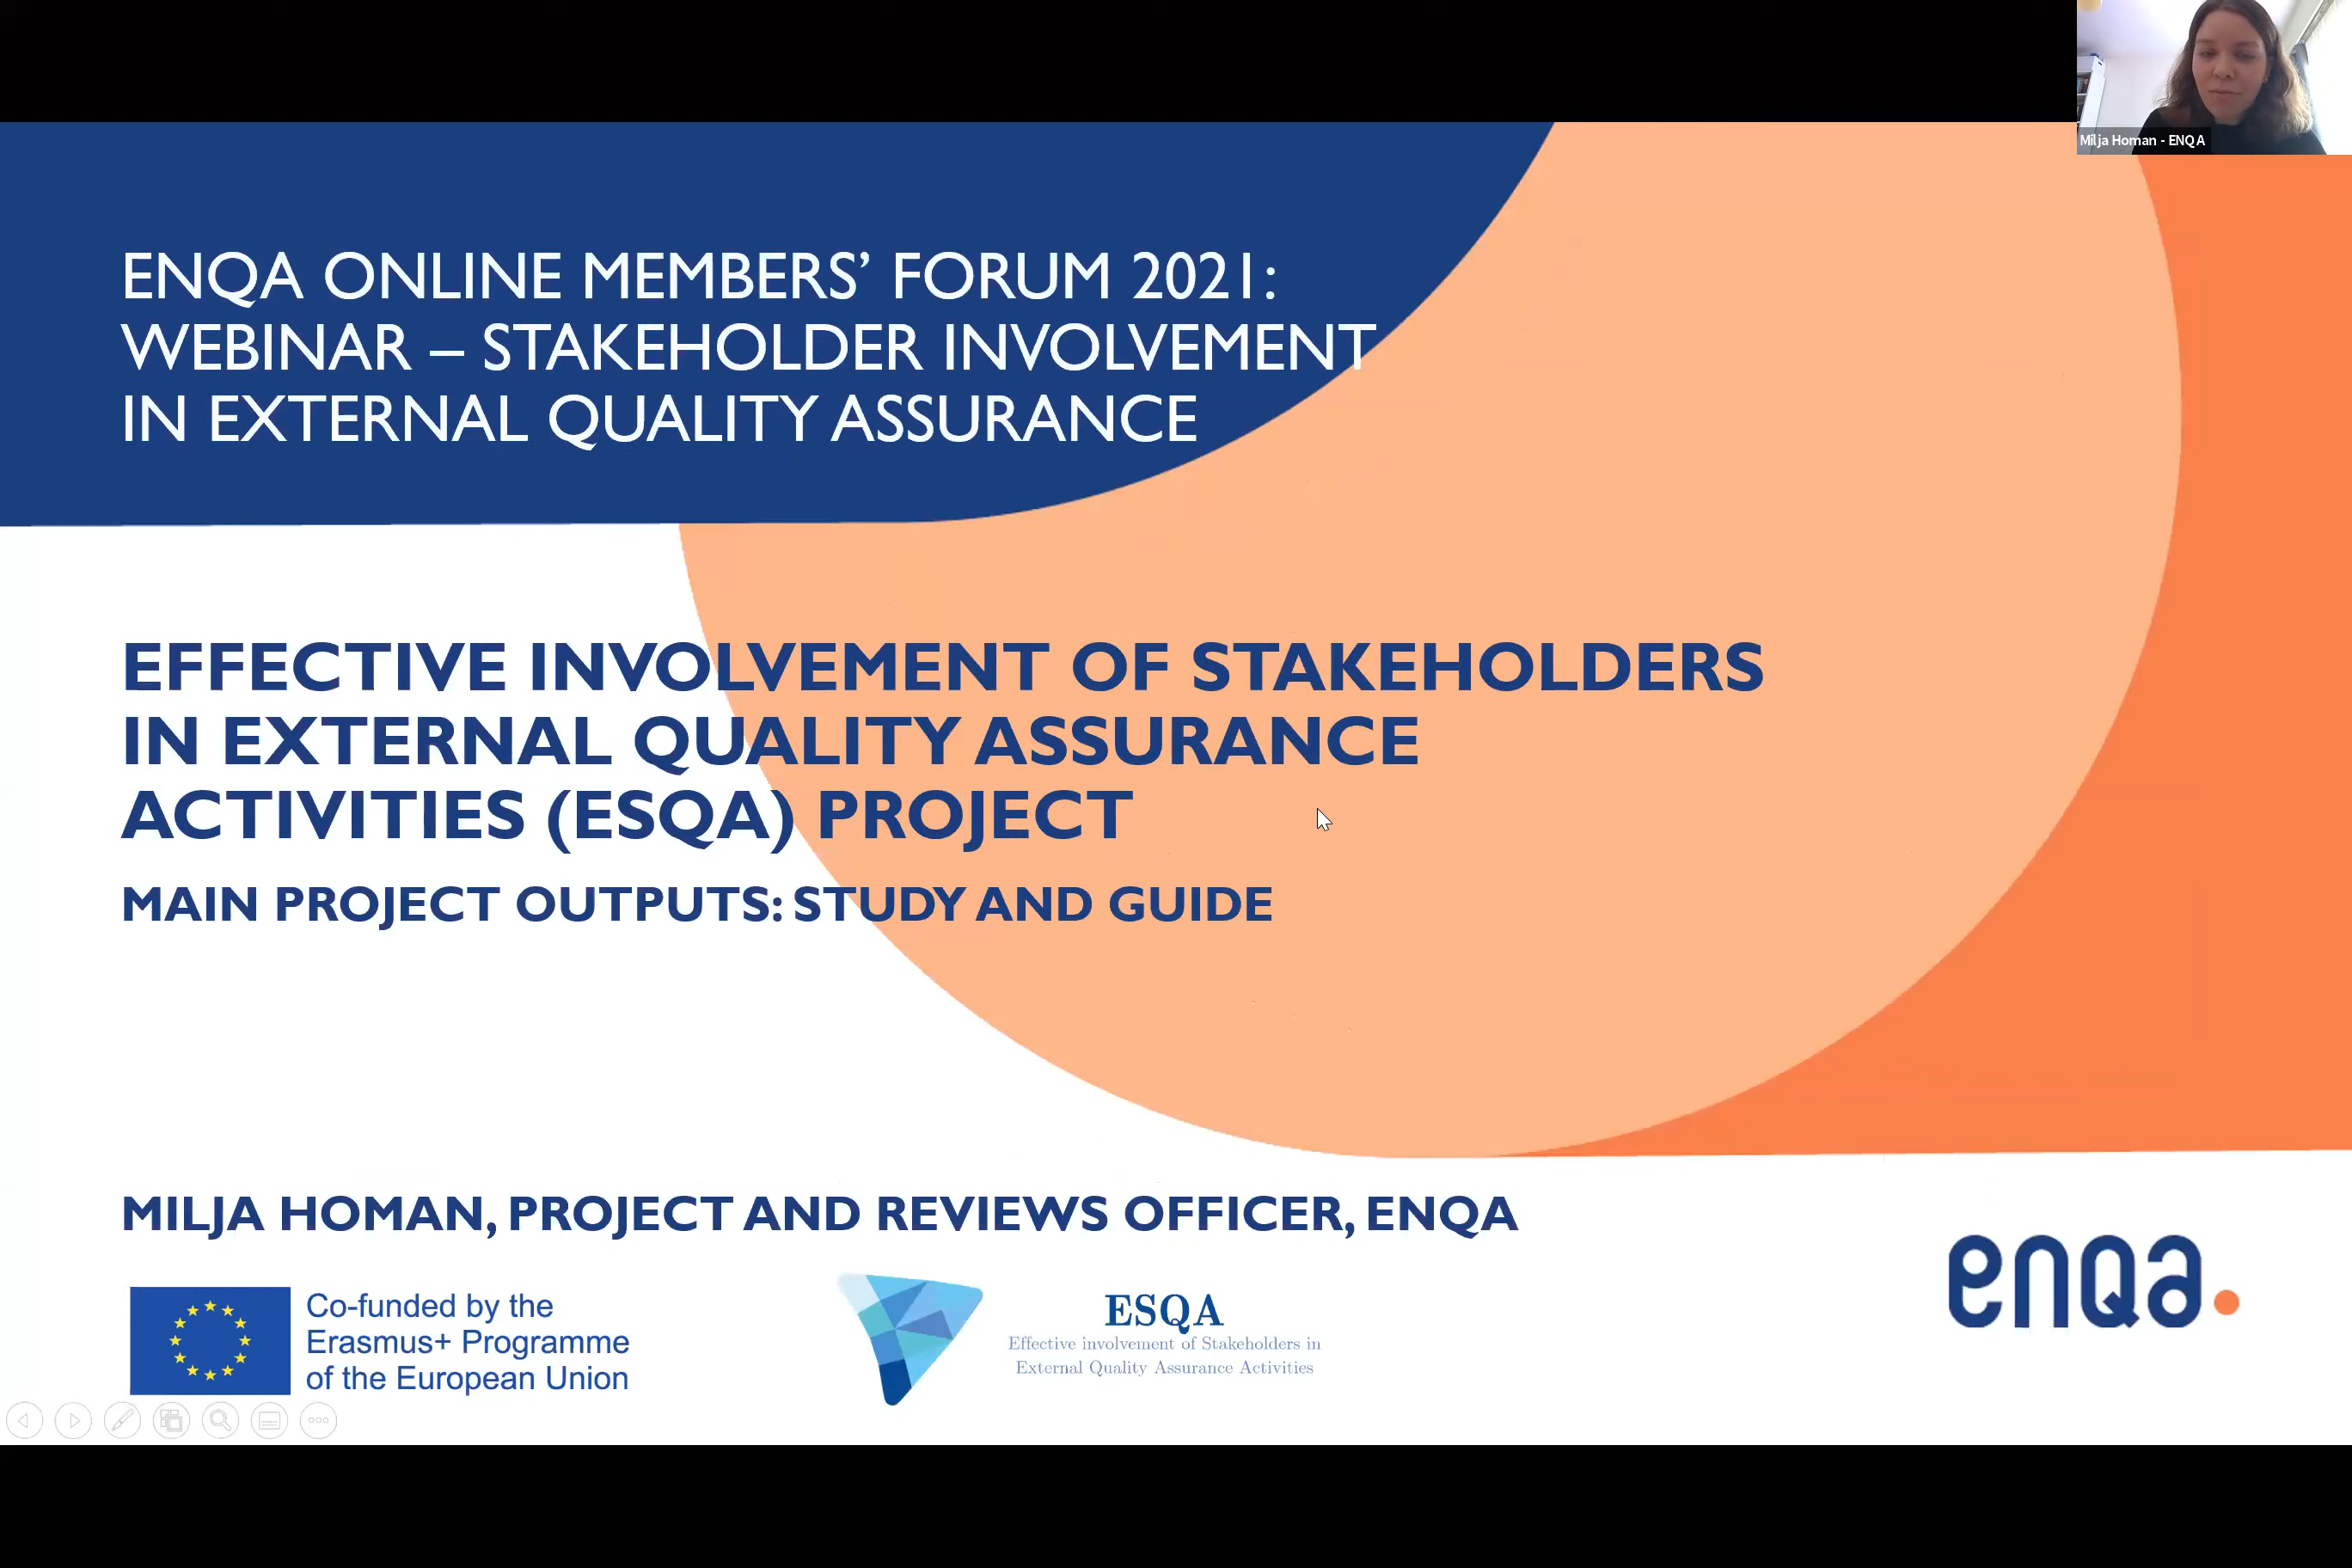 Milja Homan - ENQA
ENQA ONLINE MEMBERS’ FORUM 2021:
WEBINAR – STAKEHOLDER INVOLVEMENT
IN EXTERNAL QUALITY ASSURANCE
EFFECTIVE INVOLVEMENT OF STAKEHOLDERS
IN EXTERNAL QUALITY ASSURANCE
ACTIVITIES (ESQA) PROJECT
MAIN PROJECT OUTPUTS: STUDY AND GUIDE
MILJA HOMAN, PROJECT AND REVIEWS OFFICER, ENQA
Co-funded by the
Erasmus+ Programme
of the European Union
ESQA
Effective involvement of Stakeholders in
External Quality Assurance Activities
enqa.